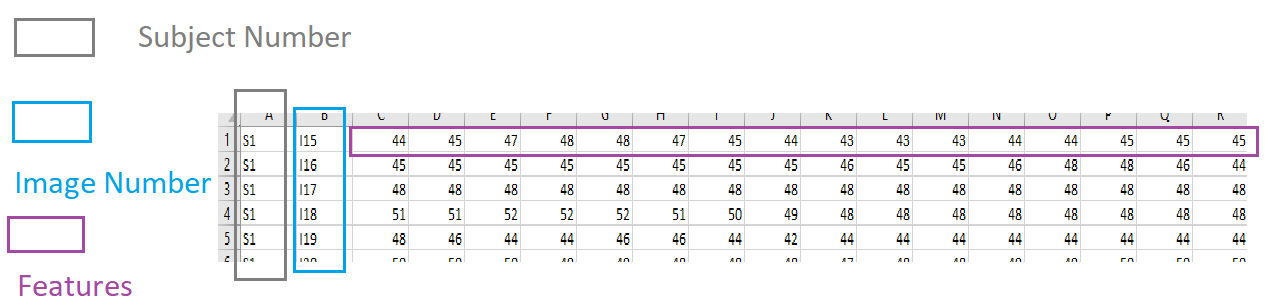 Subject Number
Image Number
Features
A B C D E F G H I J K L M N O P Q R
1 S1 I15 44 45 47 48 48 47 45 44 43 43 43 44 44 45 45 45
2 S1 I16 45 45 45 45 45 45 45 45 46 45 45 46 48 48 46 44
3 S1 I17 48 48 48 48 48 48 48 48 48 48 48 48 48 48 48 48
4 S1 I18 51 51 52 52 52 51 50 49 48 48 48 48 48 48 48 48
5 S1 I19 48 46 44 44 46 46 44 42 44 44 44 44 44 44 44 44